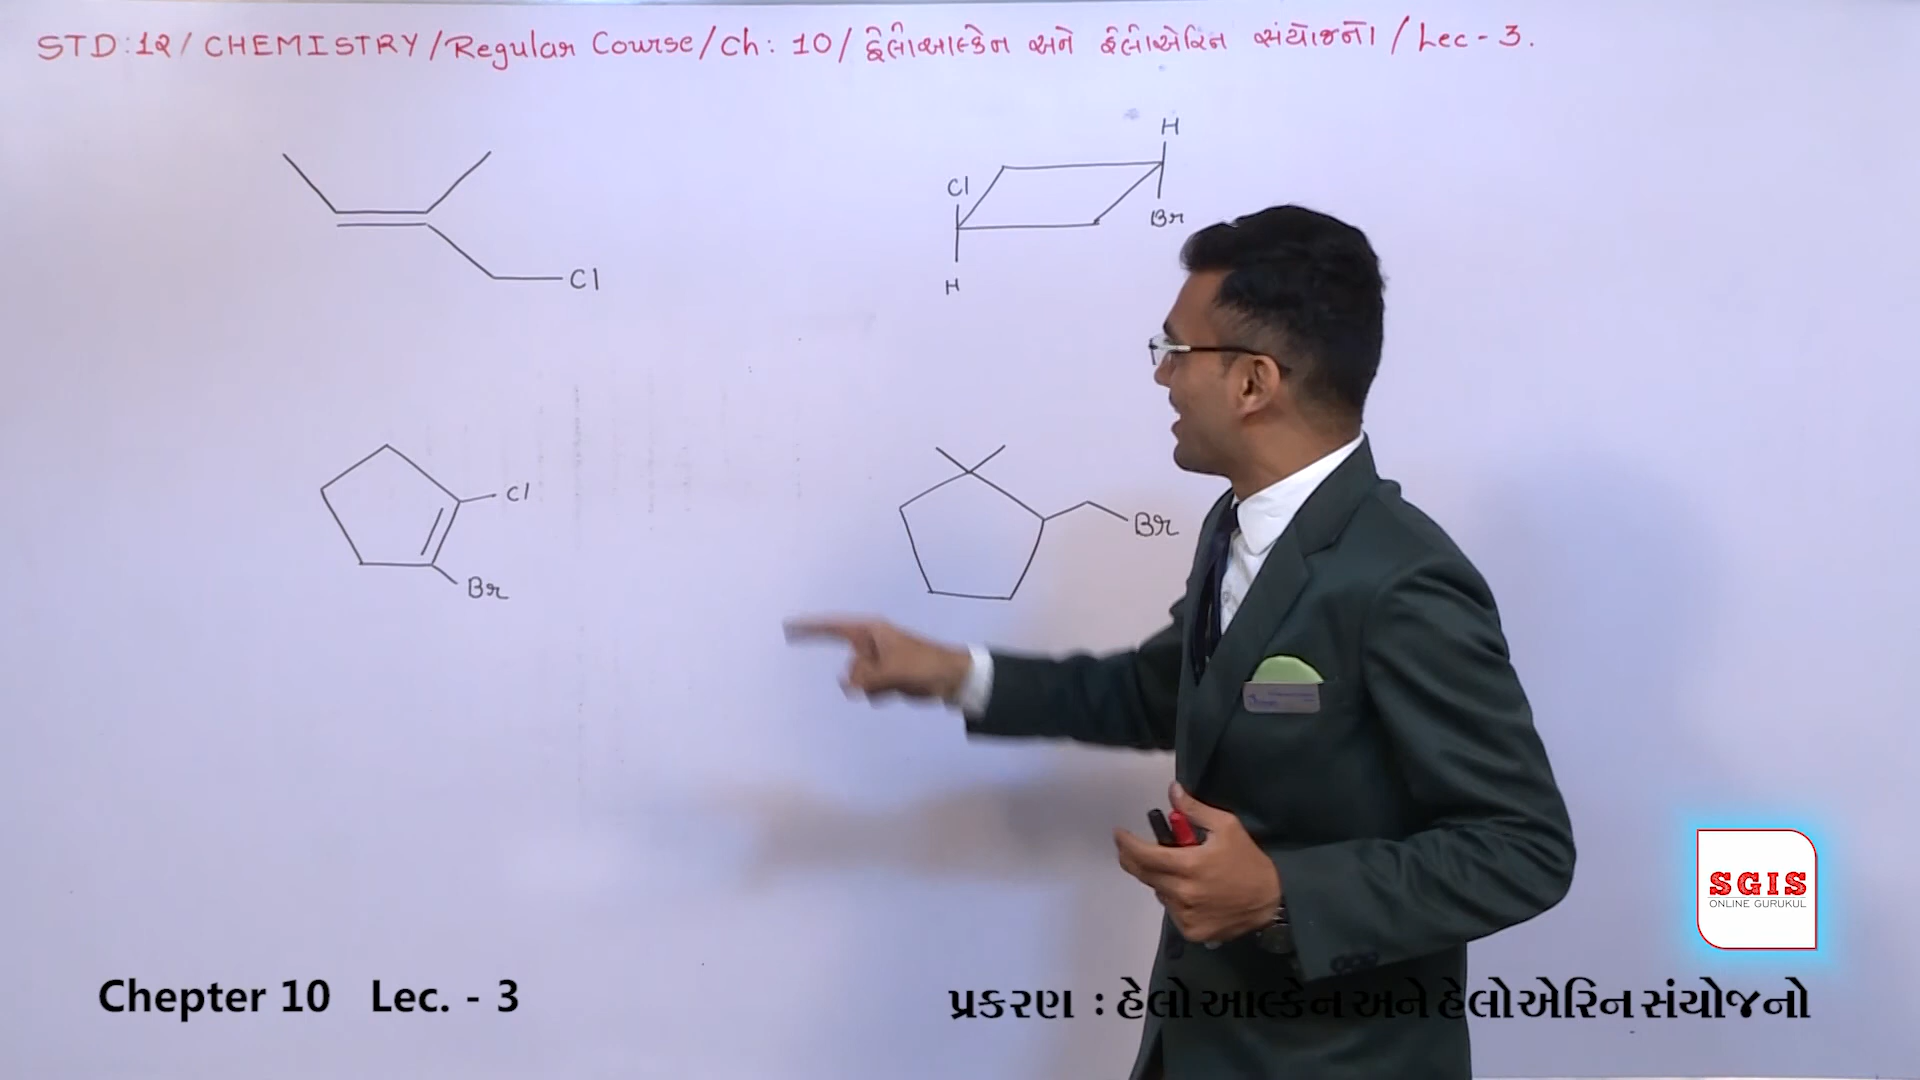 STD:12/CHEMISTRY/Regular Course/Ch: 10/હેલોઆલ્કેન અને હેલોએરિન સંયોજનો/Lec-3.
H
Cl
Br
Cl
H
Cl
Br
Br
SGIS
ONLINE GURUKUL
Chepter 10 Lec. - 3
પ્રકરણ : હેલોઆલ્કેન અને હેલોએરિન સંયોજનો